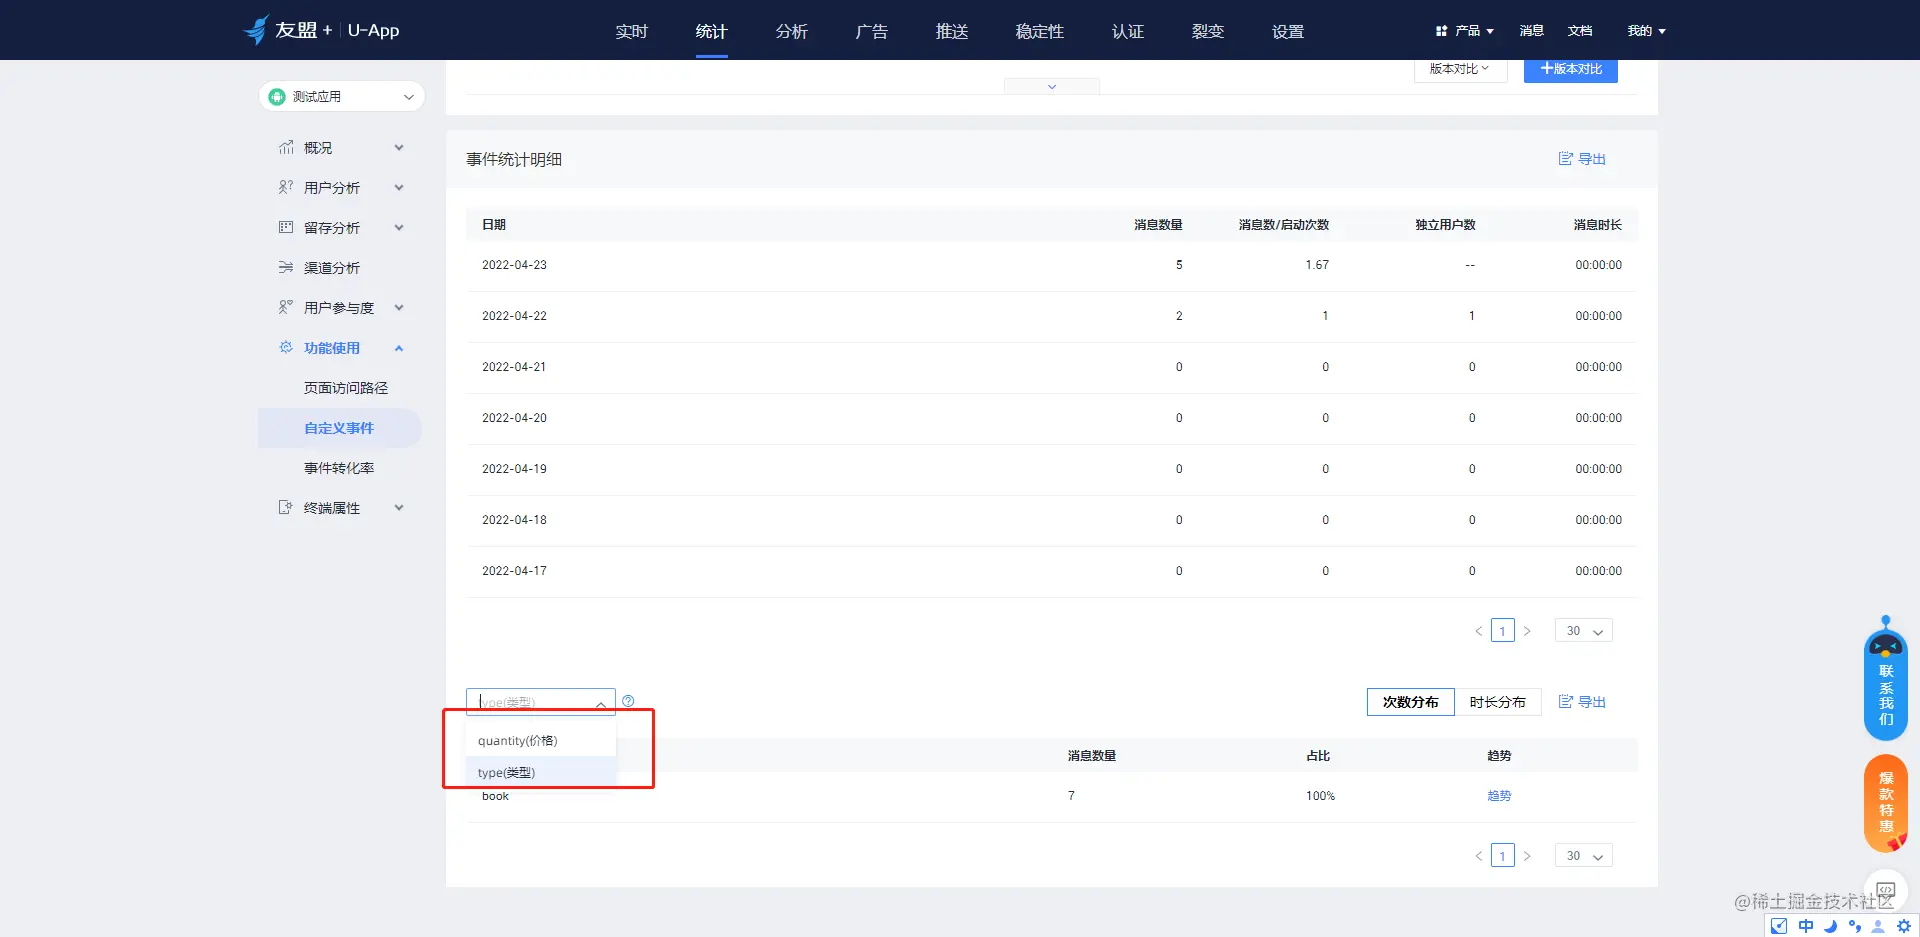 友盟+ | U-App
实时 统计 分析 广告 推送 稳定性 认证 裂变 设置 产品 消息 文档 我的
测试应用
版本对比 +版本对比
概况
用户分析
留存分析
渠道分析
用户参与度
功能使用
页面访问路径
自定义事件
事件转化率
终端属性
事件统计明细 导出
日期 消息数量 消息数/启动次数 独立用户数 消息时长
2022-04-23 5 1.67 -- 00:00:00
2022-04-22 2 1 1 00:00:00
2022-04-21 0 0 0 00:00:00
2022-04-20 0 0 0 00:00:00
2022-04-19 0 0 0 00:00:00
2022-04-18 0 0 0 00:00:00
2022-04-17 0 0 0 00:00:00
< 1 > 30
type(类型) ? 次数分布 时长分布 导出
quantity(价格)
type(类型)
消息数量 占比 趋势
book 7 100% 趋势
< 1 > 30
联系我们
爆款特惠
@稀土掘金技术社区
中